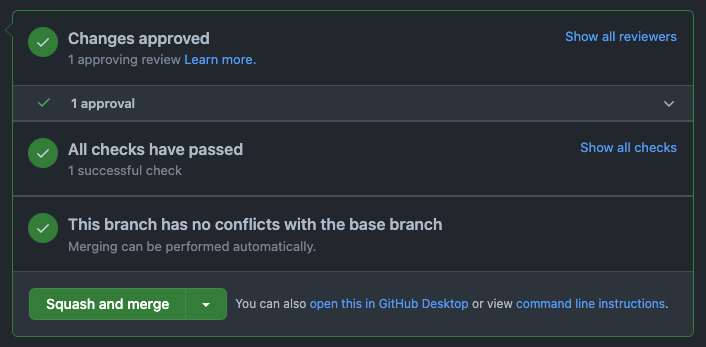 Changes approved
Show all reviewers
1 approving review Learn more.
1 approval
All checks have passed
Show all checks
1 successful check
This branch has no conflicts with the base branch
Merging can be performed automatically.
Squash and merge
You can also open this in GitHub Desktop or view command line instructions.